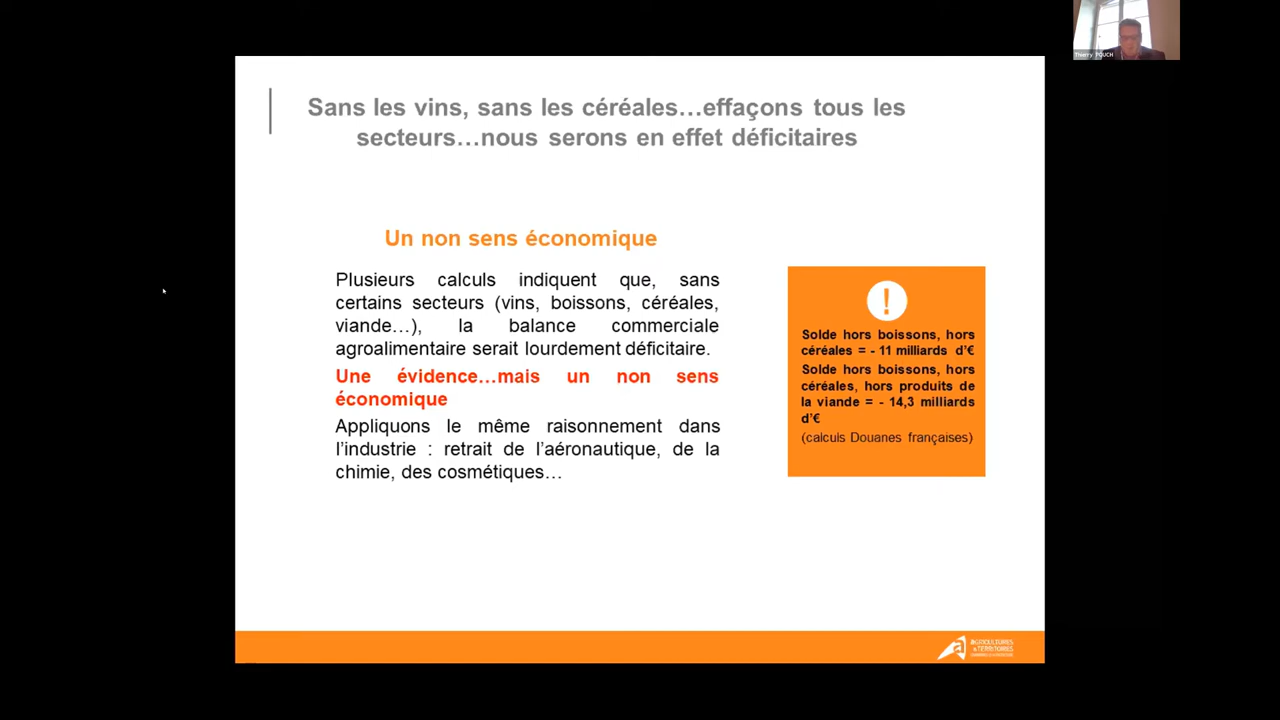 Thierry POUCH
Sans les vins, sans les céréales…effaçons tous les
secteurs…nous serons en effet déficitaires
Un non sens économique
Plusieurs calculs indiquent que, sans
certains secteurs (vins, boissons, céréales,
viande…), la balance commerciale
agroalimentaire serait lourdement déficitaire.
Une évidence…mais un non sens
économique
Appliquons le même raisonnement dans
l’industrie : retrait de l’aéronautique, de la
chimie, des cosmétiques…
!
Solde hors boissons, hors
céréales = - 11 milliards d’€
Solde hors boissons, hors
céréales, hors produits de
la viande = - 14,3 milliards
d’€
(calculs Douanes françaises)
AGRICULTURES
& TERRITOIRES